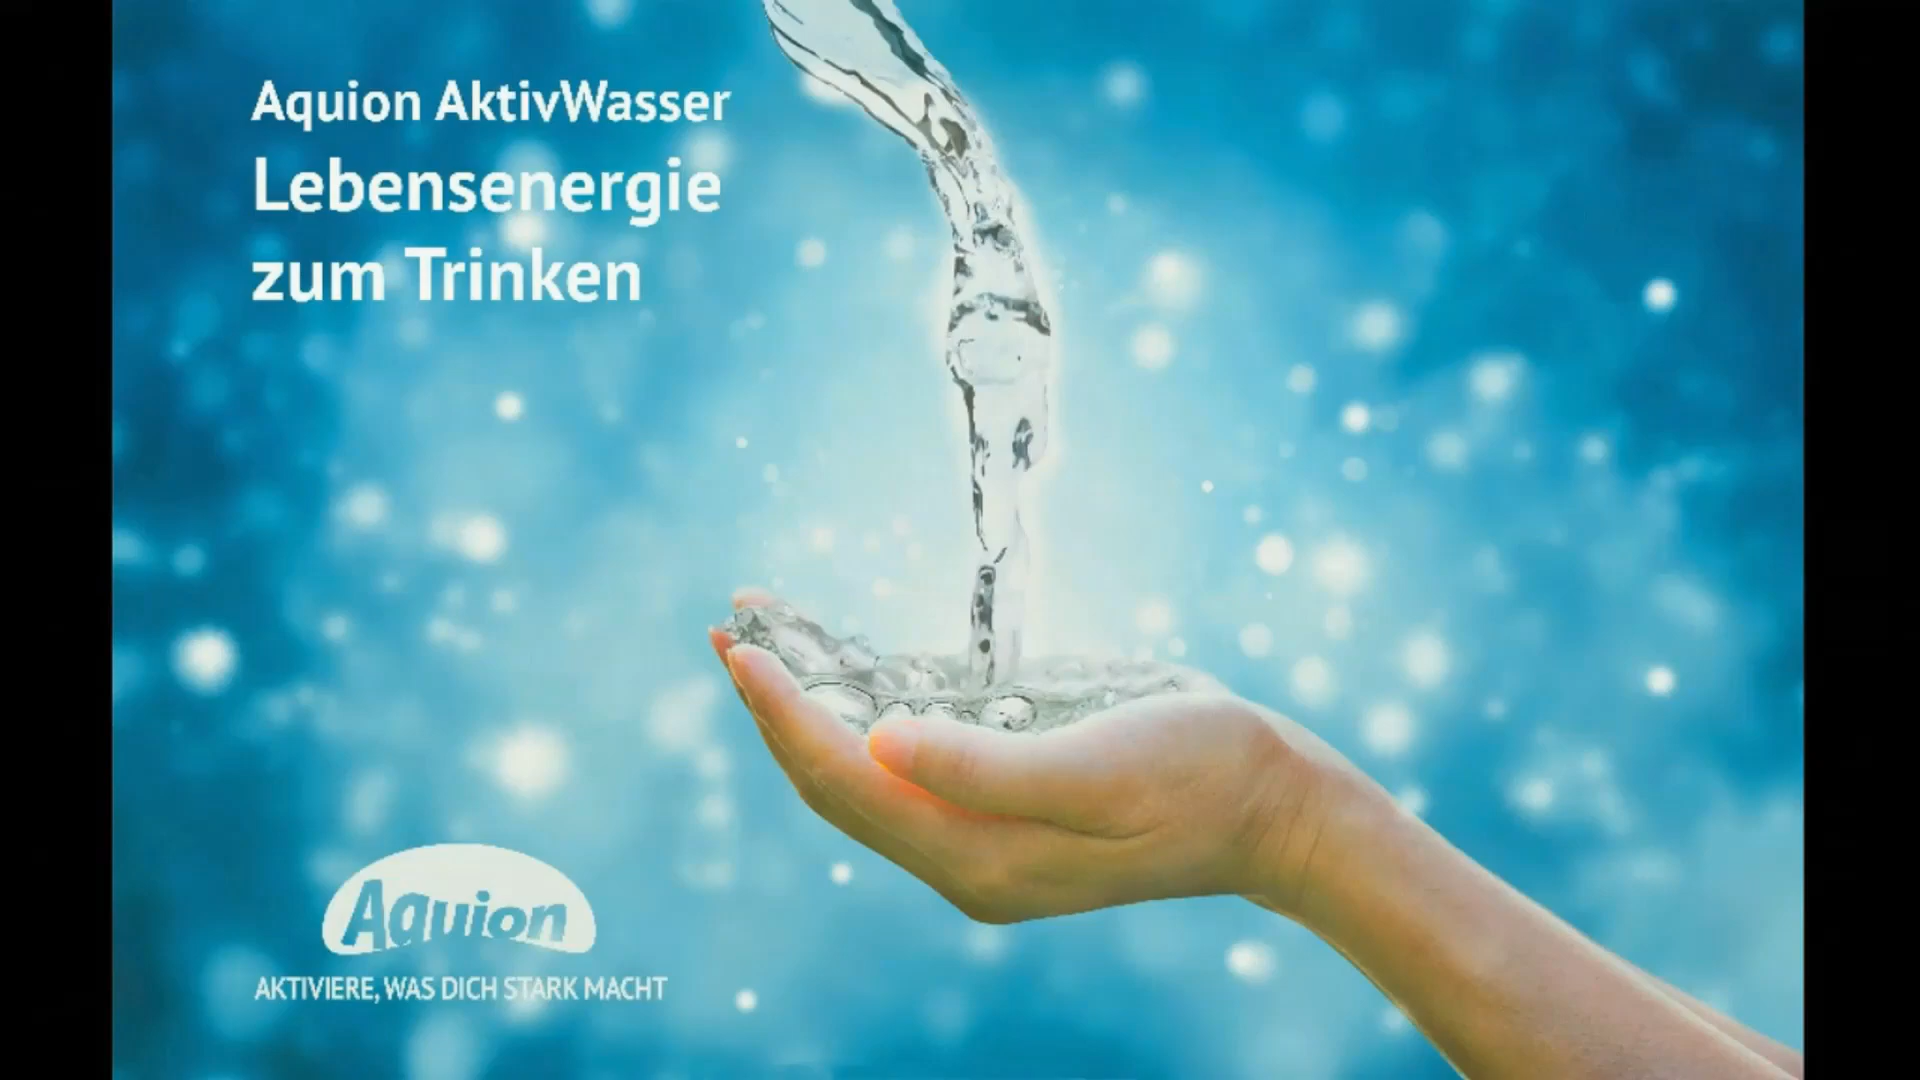 Aquion AktivWasser
Lebensenergie
zum Trinken
Aquion
AKTIVIERE, WAS DICH STARK MACHT